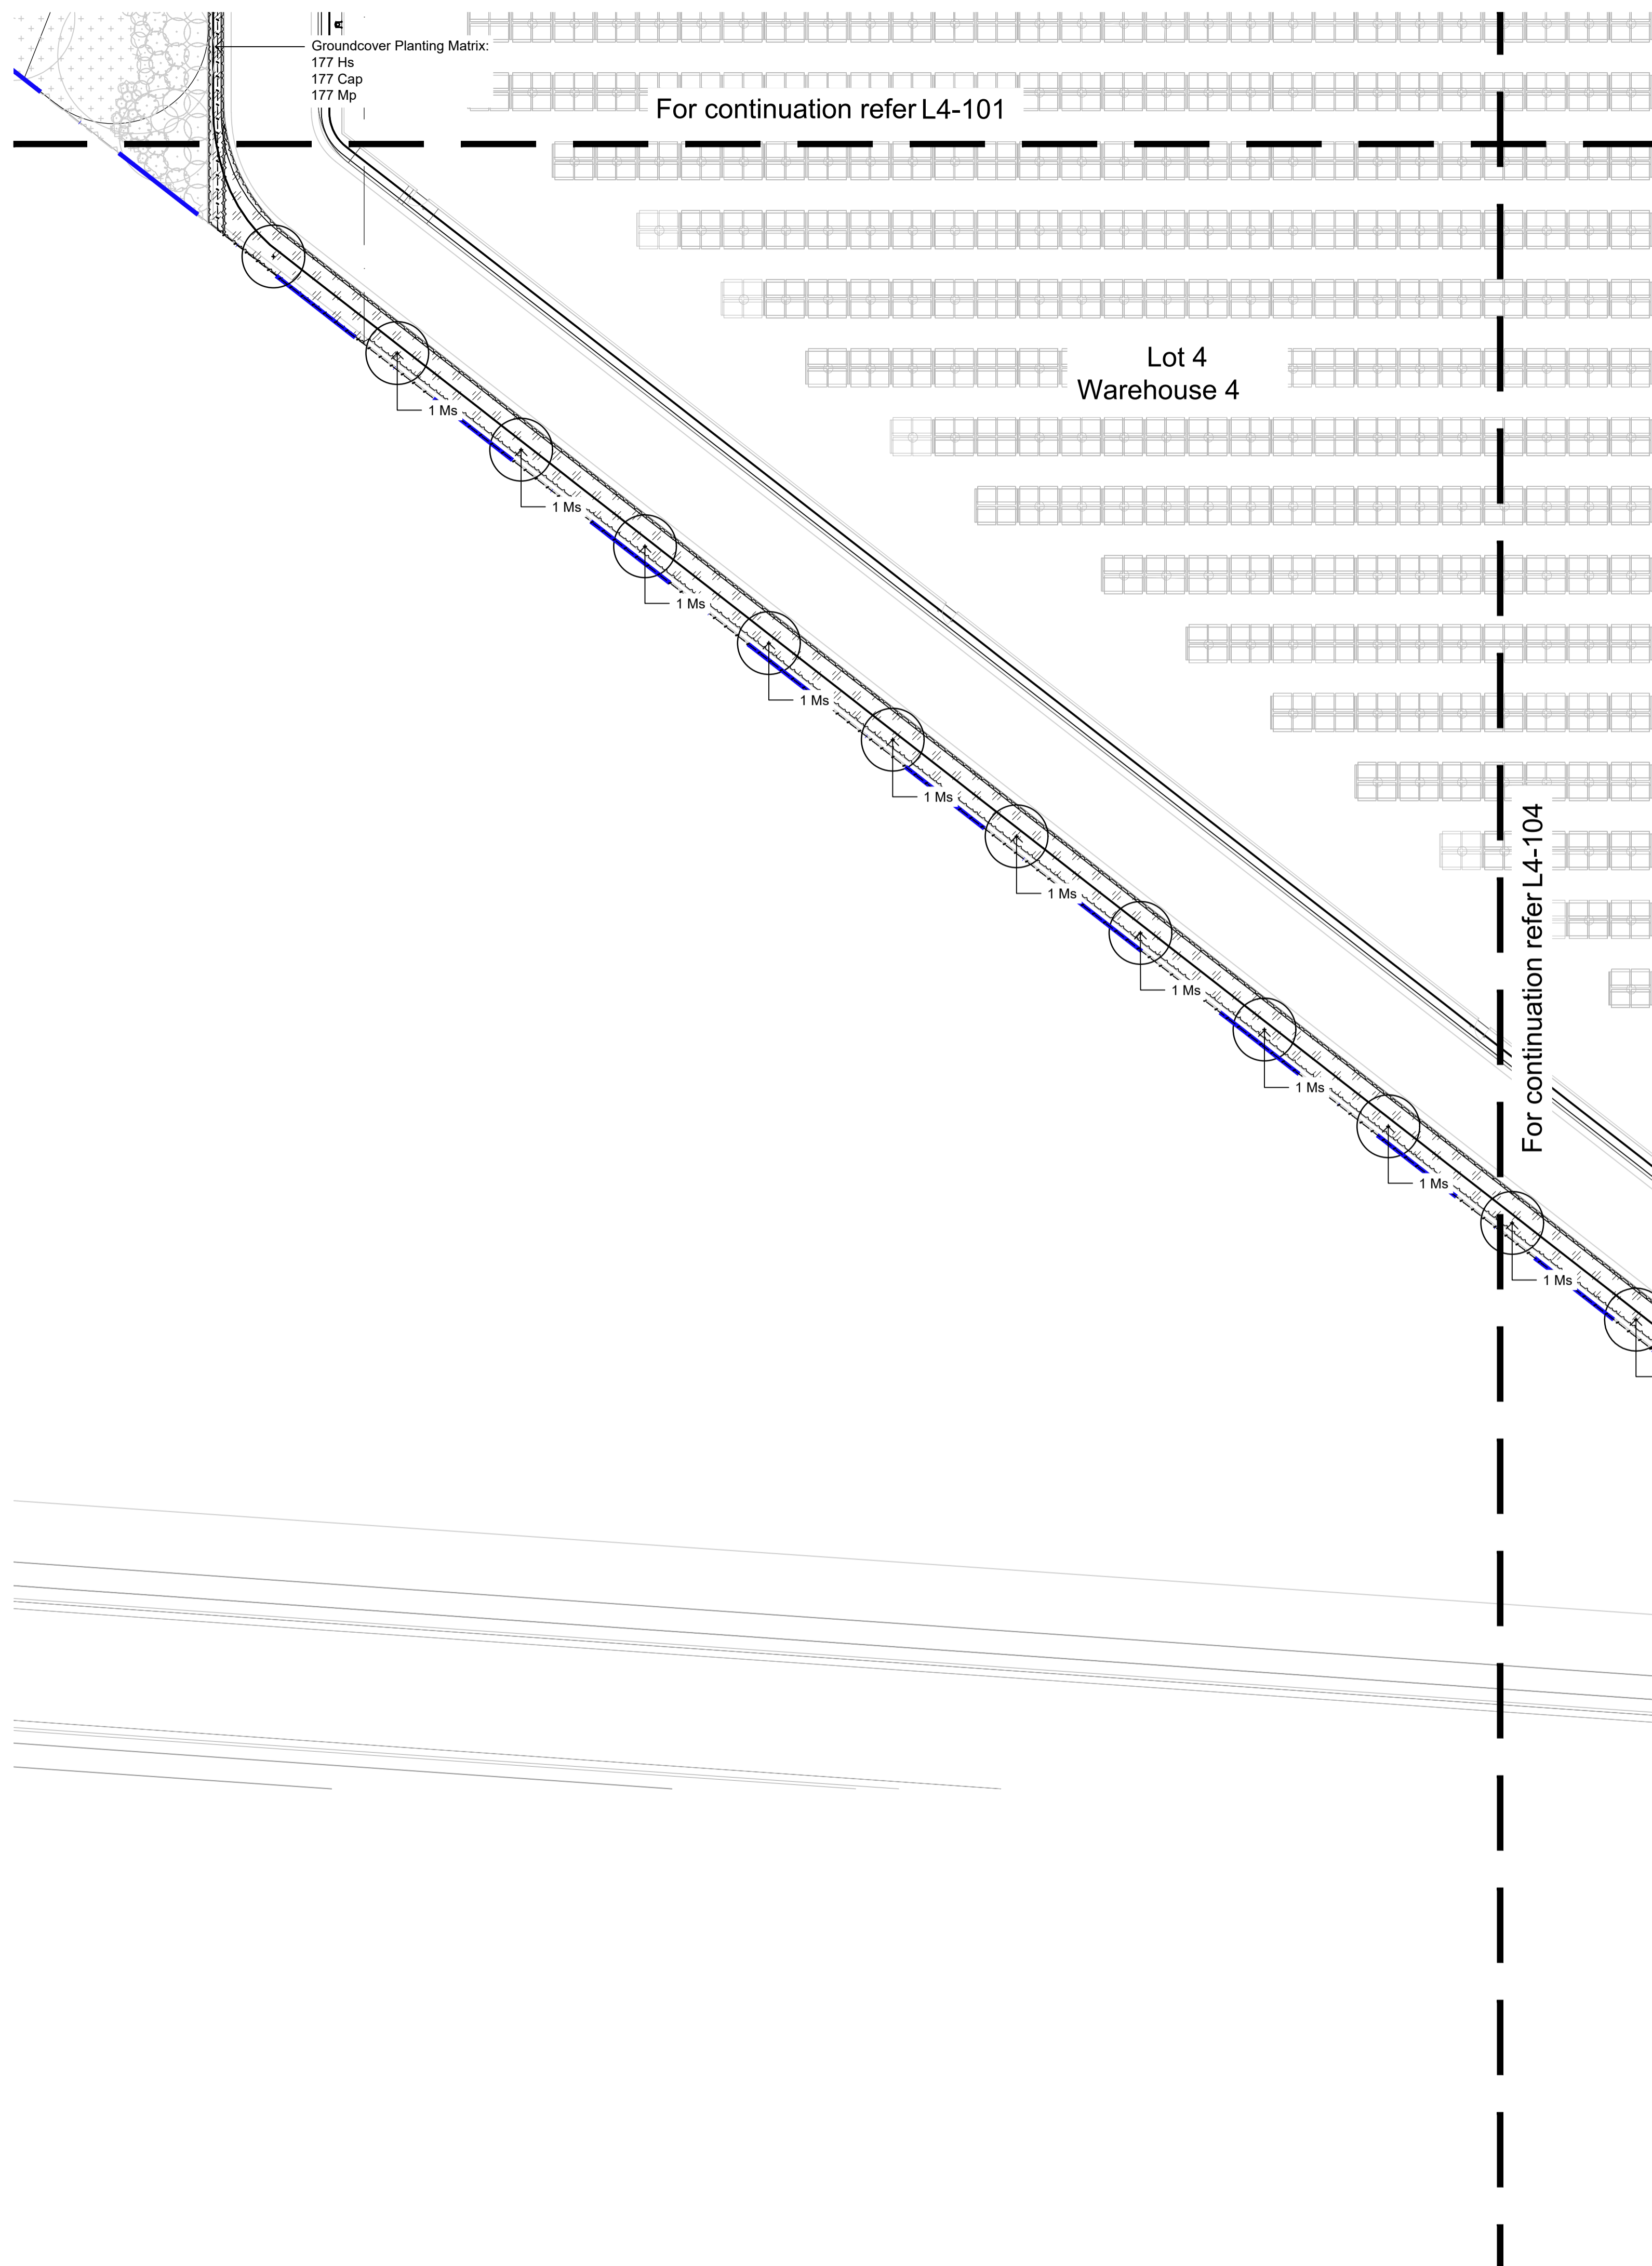 Groundcover Planting Matrix:
177 Hs
177 Cap
177 Mp
For continuation refer L4-101
Lot 4
Warehouse 4
1 Ms
1 Ms
1 Ms
1 Ms
1 Ms
1 Ms
1 Ms
1 Ms
1 Ms
1 Ms
For continuation refer L4-104